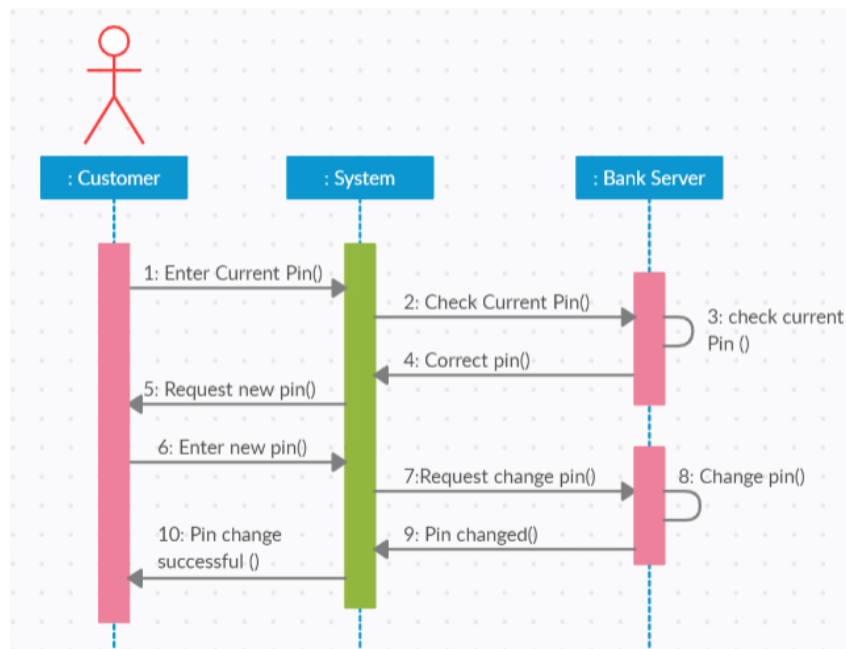 : Customer
: System
: Bank Server
1: Enter Current Pin()
2: Check Current Pin()
3: check current
Pin ()
4: Correct pin()
5: Request new pin()
6: Enter new pin()
7:Request change pin()
8: Change pin()
9: Pin changed()
10: Pin change
successful ()